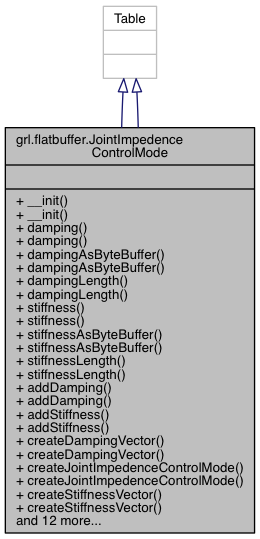 Table
grl.flatbuffer.JointImpedence
ControlMode
+ __init()
+ __init()
+ damping()
+ damping()
+ dampingAsByteBuffer()
+ dampingAsByteBuffer()
+ dampingLength()
+ dampingLength()
+ stiffness()
+ stiffness()
+ stiffnessAsByteBuffer()
+ stiffnessAsByteBuffer()
+ stiffnessLength()
+ stiffnessLength()
+ addDamping()
+ addDamping()
+ addStiffness()
+ addStiffness()
+ createDampingVector()
+ createDampingVector()
+ createJointImpedenceControlMode()
+ createJointImpedenceControlMode()
+ createStiffnessVector()
+ createStiffnessVector()
and 12 more...